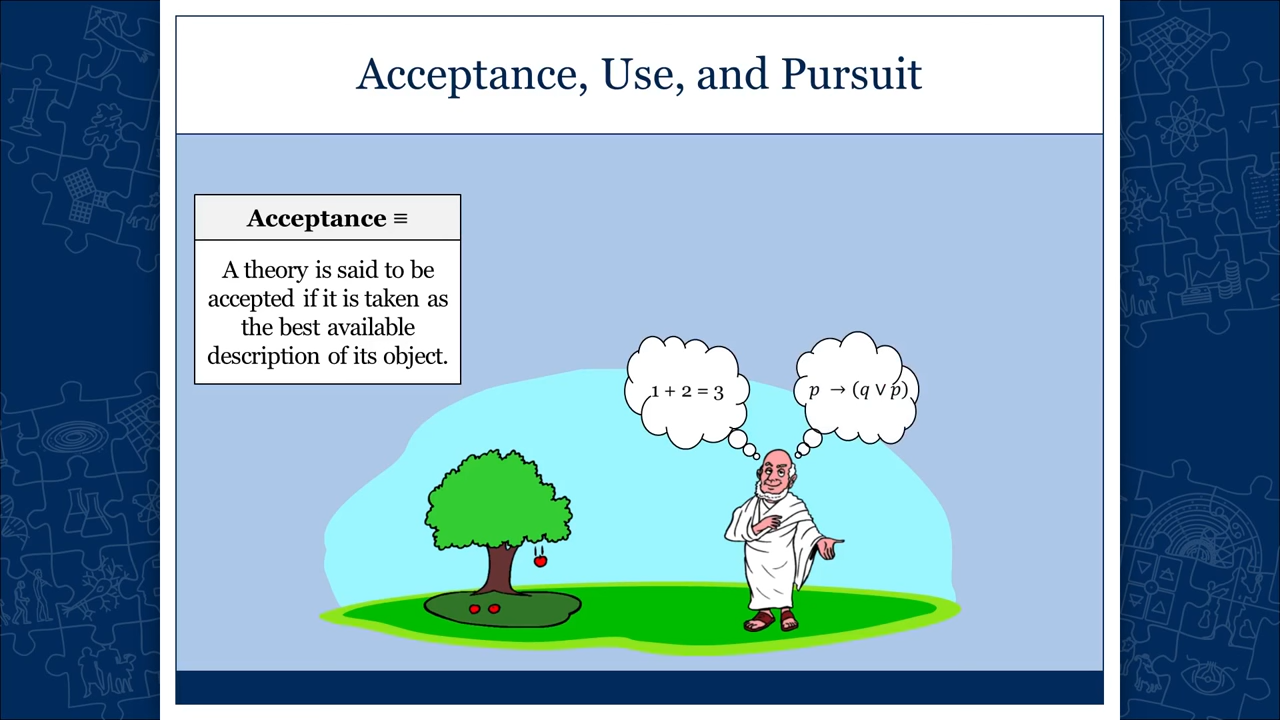 Acceptance, Use, and Pursuit
Acceptance ≡
A theory is said to be
accepted if it is taken as
the best available
description of its object.
1 + 2 = 3
p → (q ∨ p)
√-1